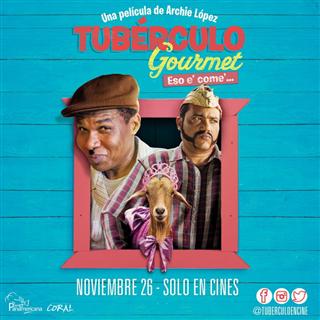 Una película de Archie López
TUBÉRCULO
Gourmet
Eso e' come'...
NOVIEMBRE 26 - SOLO EN CINES
Panamericana
CORAL
@TUBERCULOENCINE